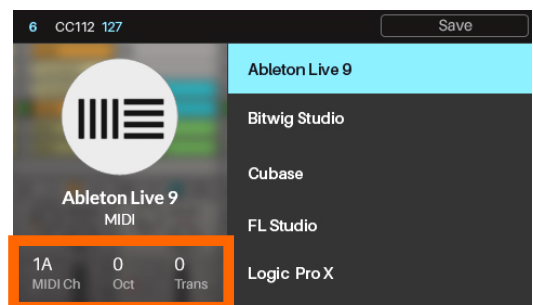 6 CC112 127 Save
Ableton Live 9
Bitwig Studio
Cubase
FL Studio
Logic Pro X
Ableton Live 9
MIDI
1A 0 0
MIDI Ch Oct Trans